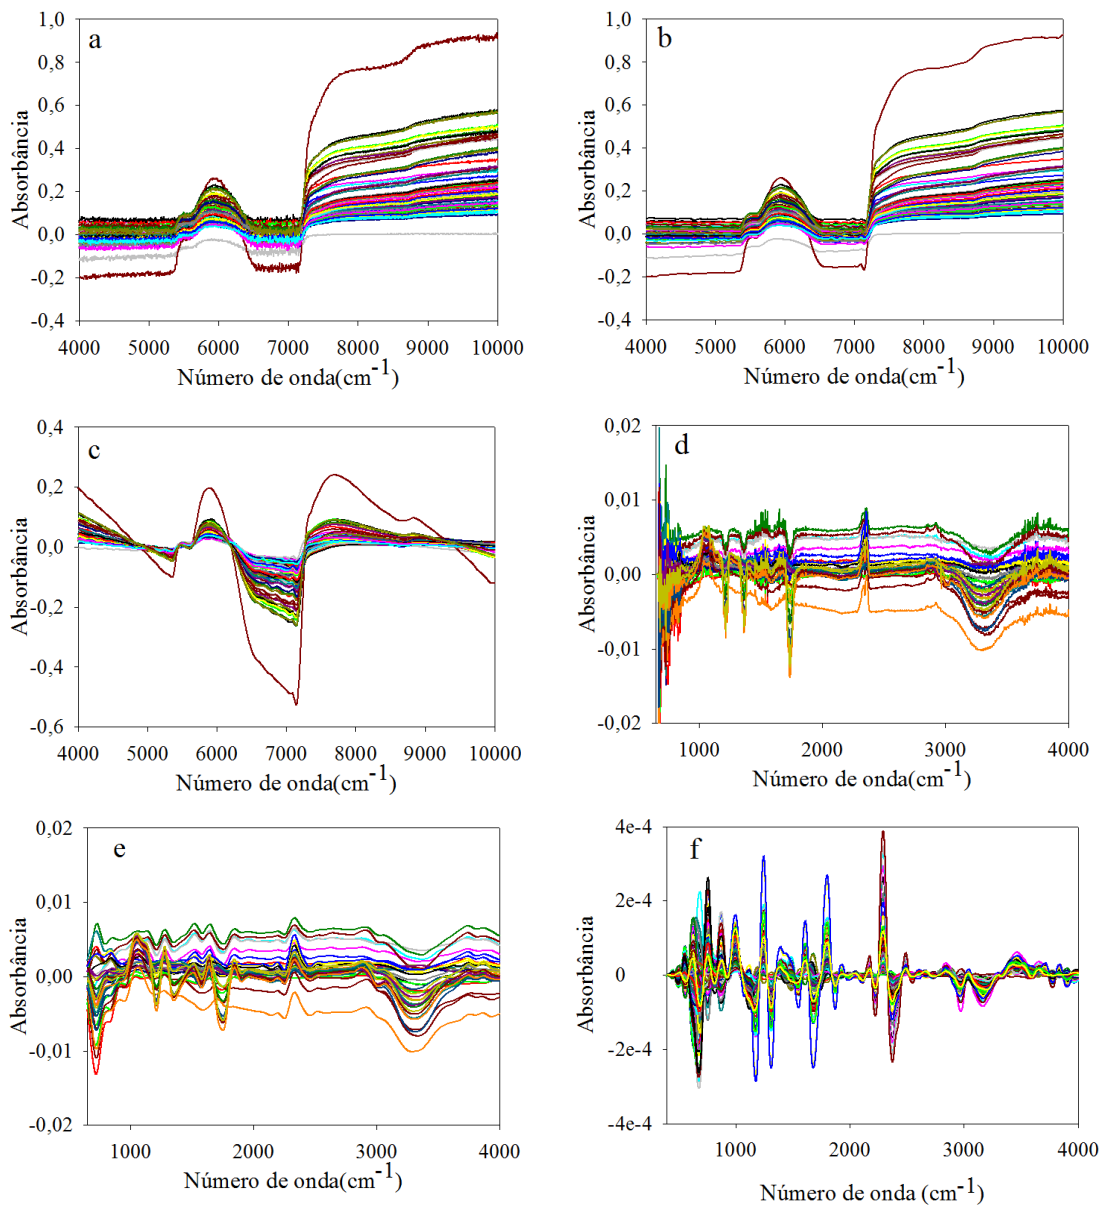 a
1,0
0,8
0,6
0,4
0,2
0,0
-0,2
-0,4
Absorbância
4000 5000 6000 7000 8000 9000 10000
Número de onda(cm-1)
b
1,0
0,8
0,6
0,4
0,2
0,0
-0,2
-0,4
Absorbância
4000 5000 6000 7000 8000 9000 10000
Número de onda(cm-1)
c
0,4
0,2
0,0
-0,2
-0,4
-0,6
Absorbância
4000 5000 6000 7000 8000 9000 10000
Número de onda(cm-1)
d
0,02
0,01
0,00
-0,01
-0,02
Absorbância
1000 2000 3000 4000
Número de onda(cm-1)
e
0,02
0,01
0,00
-0,01
-0,02
Absorbância
1000 2000 3000 4000
Número de onda(cm-1)
f
4e-4
2e-4
0
-2e-4
-4e-4
Absorbância
1000 2000 3000 4000
Número de onda (cm-1)